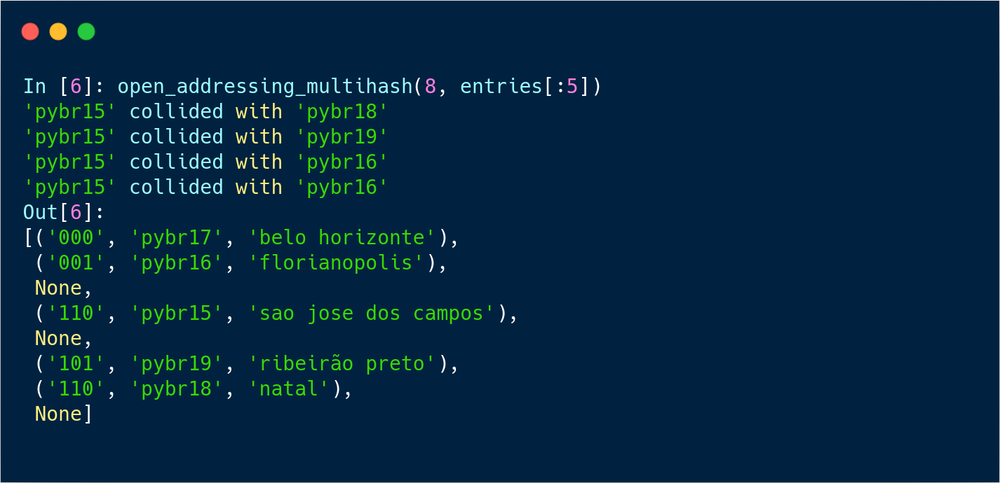 In [6]: open_addressing_multihash(8, entries[:5])
'pybr15' collided with 'pybr18'
'pybr15' collided with 'pybr19'
'pybr15' collided with 'pybr16'
'pybr15' collided with 'pybr16'
Out[6]:
[('000', 'pybr17', 'belo horizonte'),
 ('001', 'pybr16', 'florianopolis'),
 None,
 ('110', 'pybr15', 'sao jose dos campos'),
 None,
 ('101', 'pybr19', 'ribeirão preto'),
 ('110', 'pybr18', 'natal'),
 None]